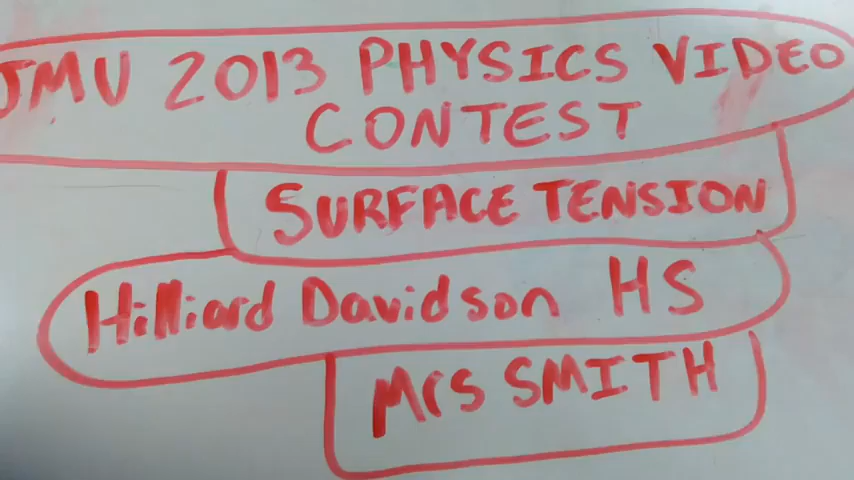 JMU 2013 PHYSICS VIDEO
CONTEST
SURFACE TENSION
Hilliard Davidson HS
Mrs SMITH